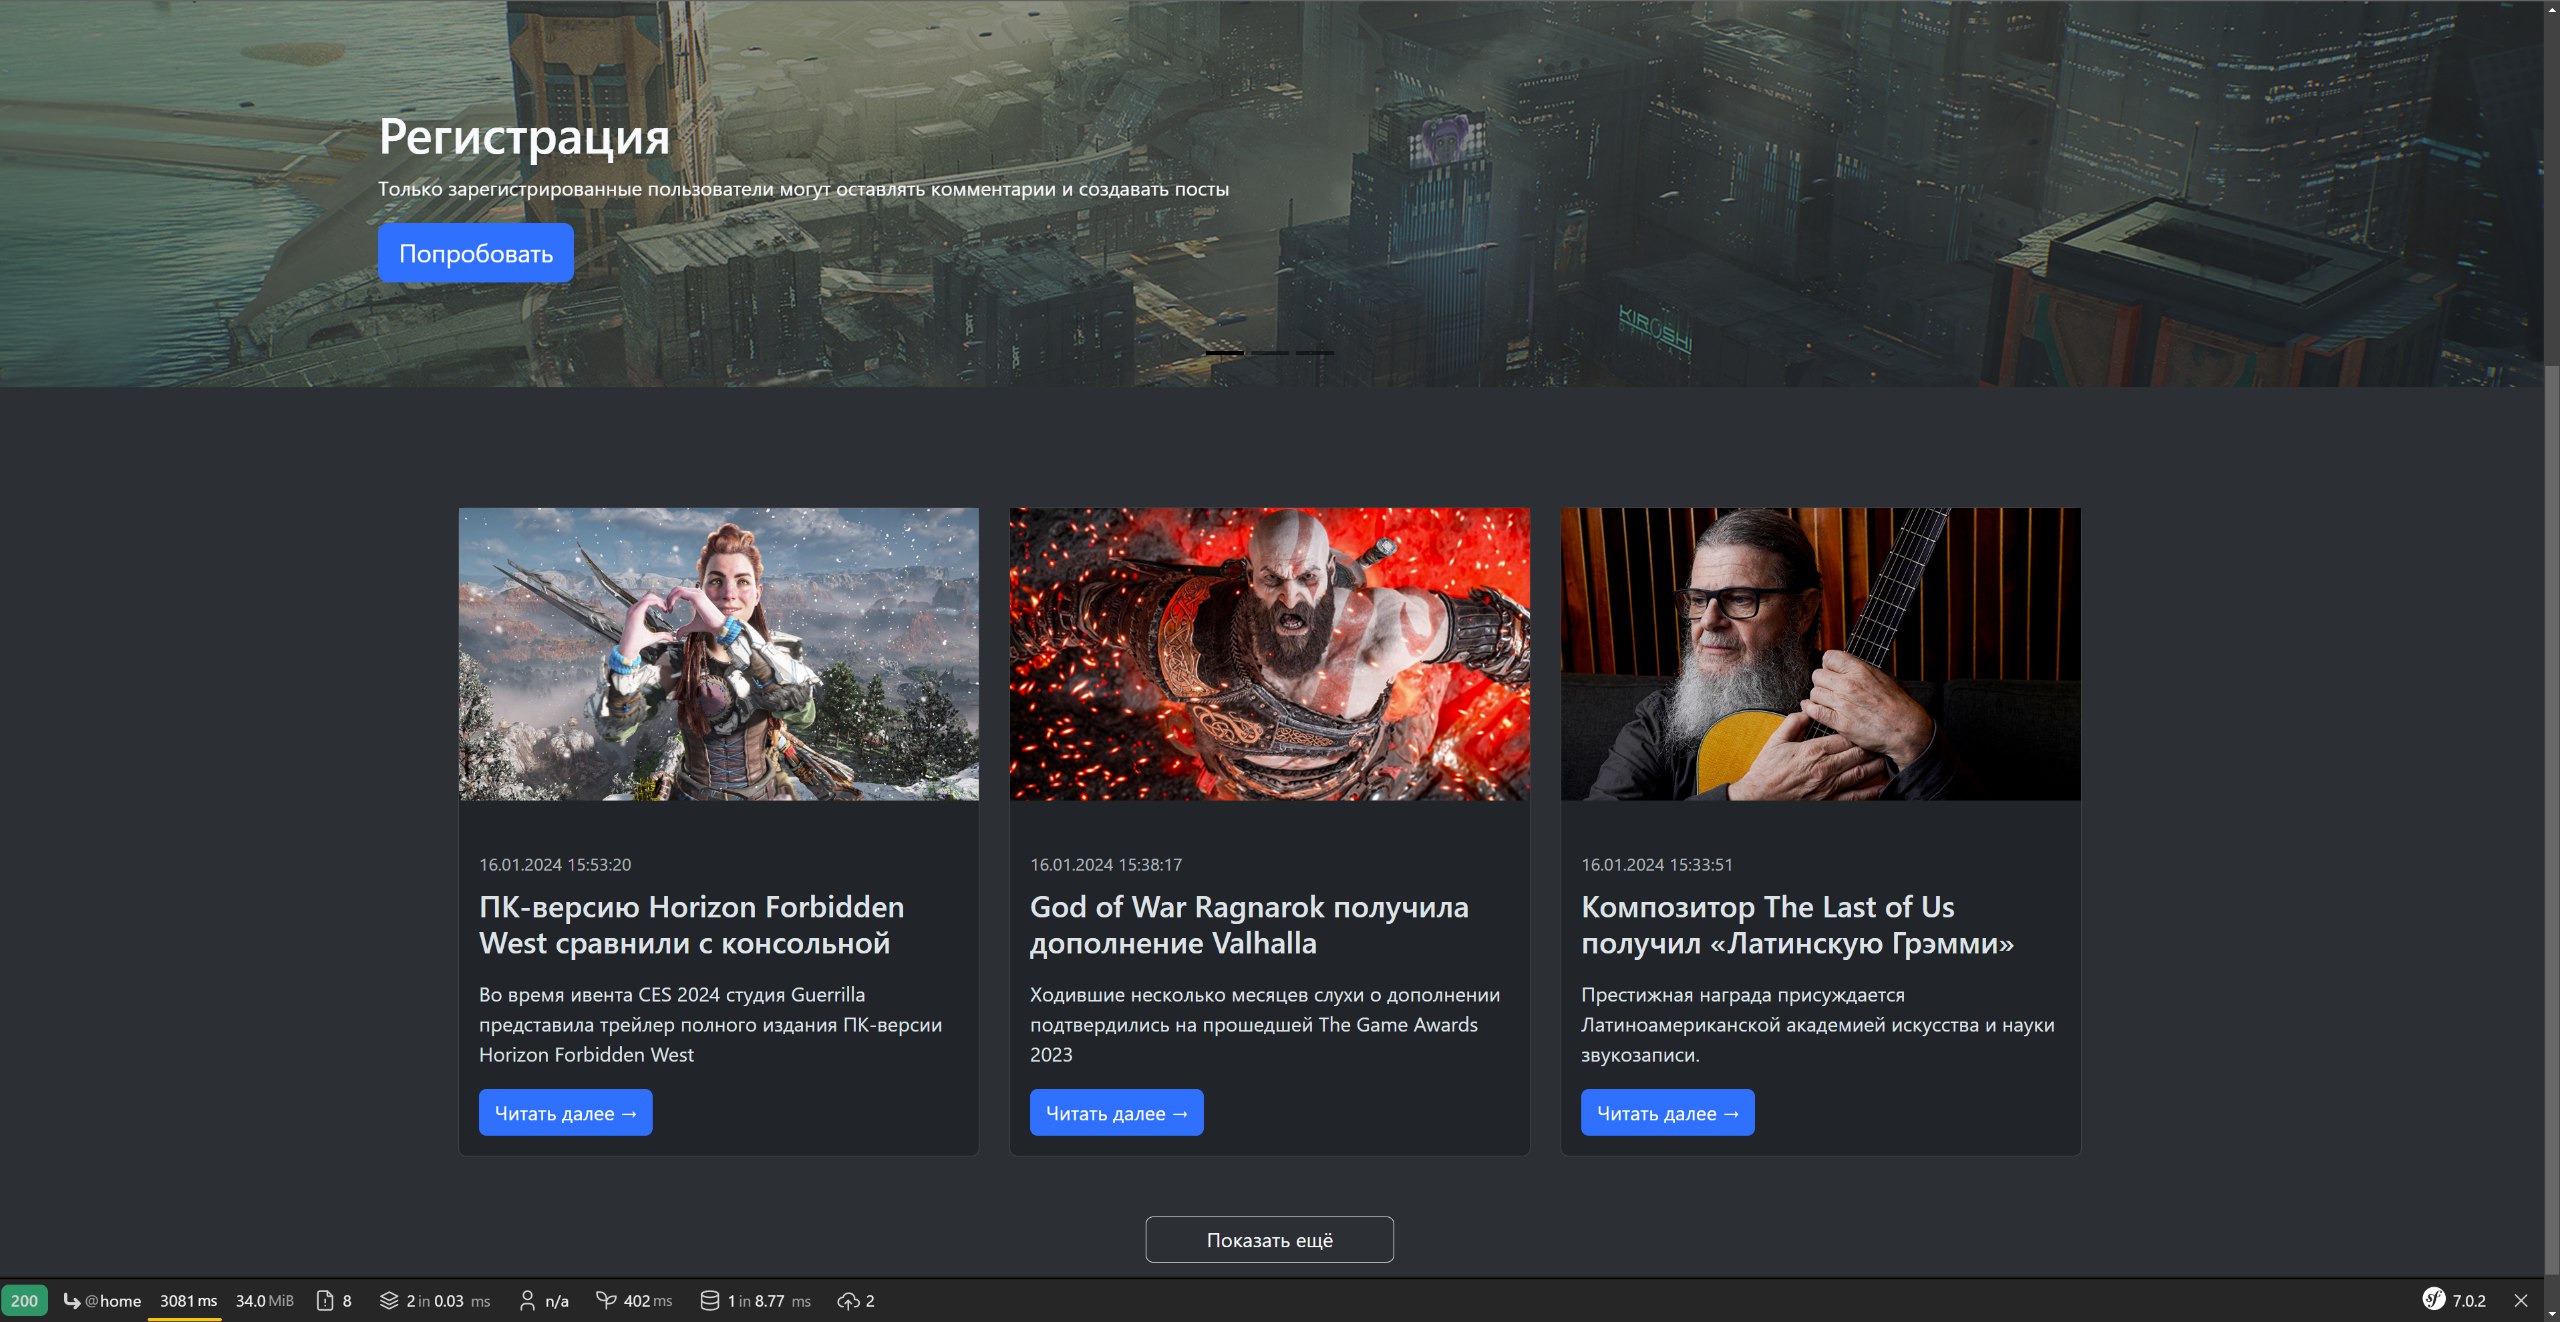 Регистрация
Только зарегистрированные пользователи могут оставлять комментарии и создавать посты
Попробовать
KIROSHI
16.01.2024 15:53:20
ПК-версию Horizon Forbidden
West сравнили с консольной
Во время ивента CES 2024 студия Guerrilla
представила трейлер полного издания ПК-версии
Horizon Forbidden West
Читать далее →
16.01.2024 15:38:17
God of War Ragnarok получила
дополнение Valhalla
Ходившие несколько месяцев слухи о дополнении
подтвердились на прошедшей The Game Awards
2023
Читать далее →
16.01.2024 15:33:51
Композитор The Last of Us
получил «Латинскую Грэмми»
Престижная награда присуждается
Латиноамериканской академией искусства и науки
звукозаписи.
Читать далее →
Показать ещё
200 @home 3081 ms 34.0 MiB 8 2 in 0.03 ms n/a 402 ms 1 in 8.77 ms 2 sf 7.0.2